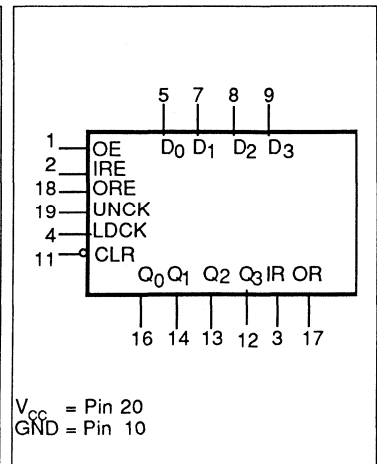 5 7 8 9
1 OE D0 D1 D2 D3
2 IRE
18 ORE
19 UNCK
4 LDCK
11 CLR
Q0 Q1 Q2 Q3 IR OR
16 14 13 12 3 17
VCC = Pin 20
GND = Pin 10